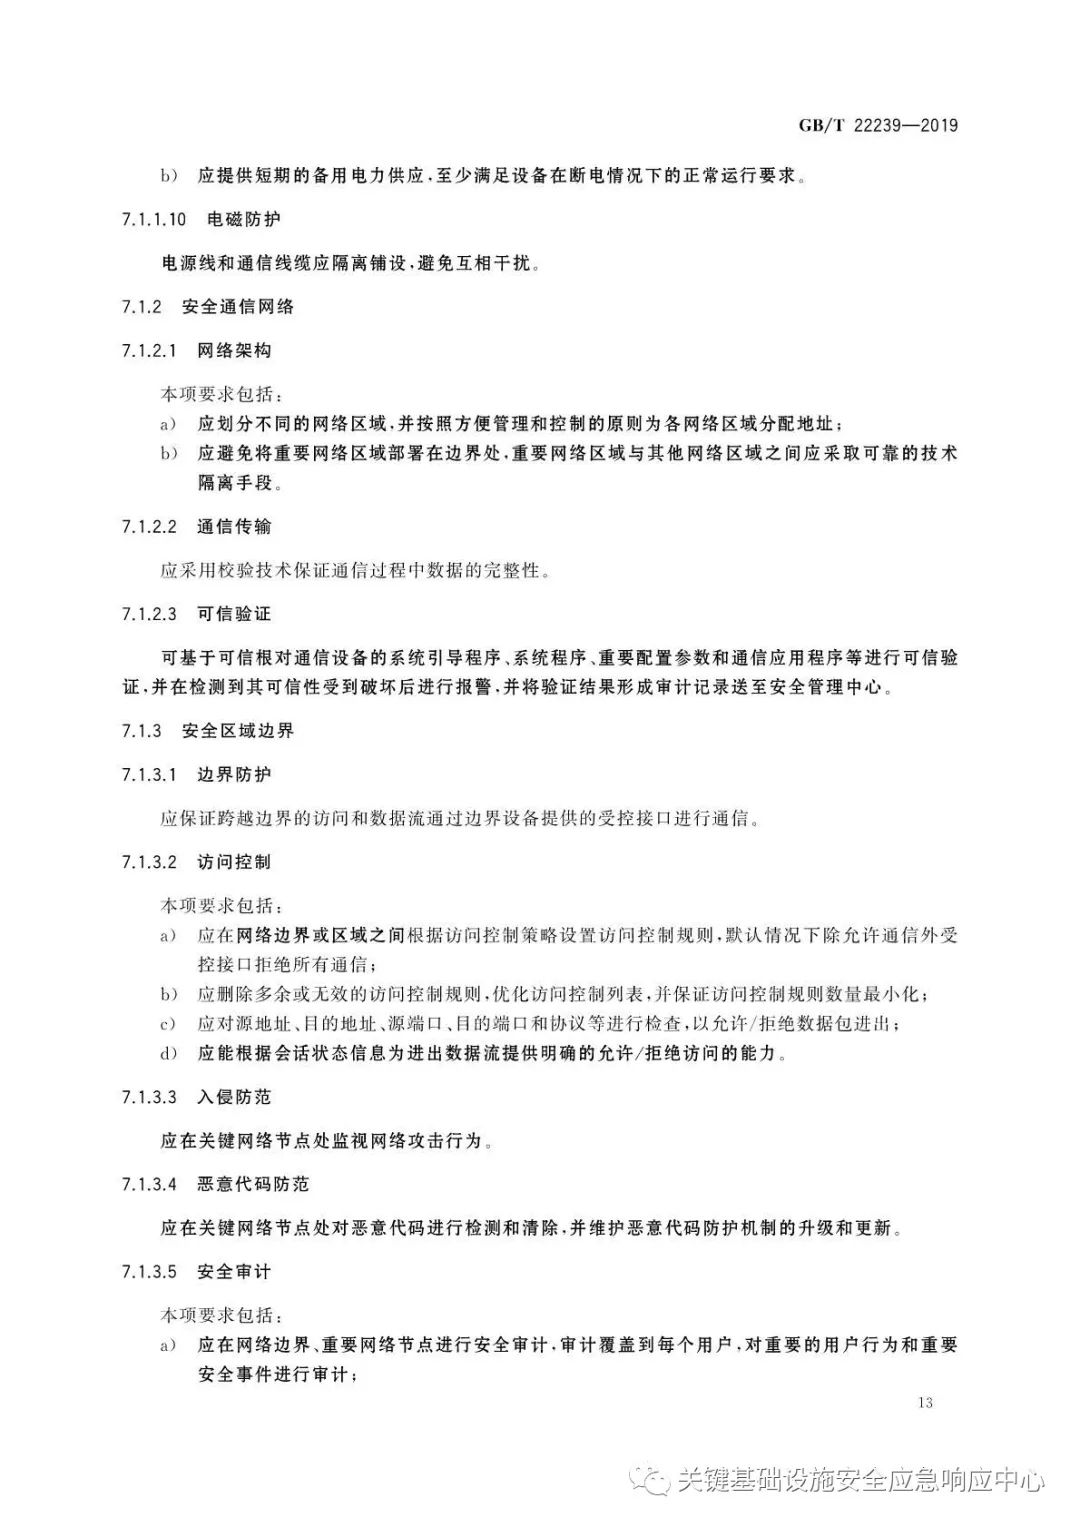 GB/T 22239—2019
b) 应提供短期的备用电力供应,至少满足设备在断电情况下的正常运行要求。
7.1.1.10 电磁防护
电源线和通信线缆应隔离铺设,避免互相干扰。
7.1.2 安全通信网络
7.1.2.1 网络架构
本项要求包括:
a) 应划分不同的网络区域,并按照方便管理和控制的原则为各网络区域分配地址;
b) 应避免将重要网络区域部署在边界处,重要网络区域与其他网络区域之间应采取可靠的技术
隔离手段。
7.1.2.2 通信传输
应采用校验技术保证通信过程中数据的完整性。
7.1.2.3 可信验证
可基于可信根对通信设备的系统引导程序、系统程序、重要配置参数和通信应用程序等进行可信验
证,并在检测到其可信性受到破坏后进行报警,并将验证结果形成审计记录送至安全管理中心。
7.1.3 安全区域边界
7.1.3.1 边界防护
应保证跨越边界的访问和数据流通过边界设备提供的受控接口进行通信。
7.1.3.2 访问控制
本项要求包括:
a) 应在网络边界或区域之间根据访问控制策略设置访问控制规则,默认情况下除允许通信外受
控接口拒绝所有通信;
b) 应删除多余或无效的访问控制规则,优化访问控制列表,并保证访问控制规则数量最小化;
c) 应对源地址、目的地址、源端口、目的端口和协议等进行检查,以允许/拒绝数据包进出;
d) 应能根据会话状态信息为进出数据流提供明确的允许/拒绝访问的能力。
7.1.3.3 入侵防范
应在关键网络节点处监视网络攻击行为。
7.1.3.4 恶意代码防范
应在关键网络节点处对恶意代码进行检测和清除,并维护恶意代码防护机制的升级和更新。
7.1.3.5 安全审计
本项要求包括:
a) 应在网络边界、重要网络节点进行安全审计,审计覆盖到每个用户,对重要的用户行为和重要
安全事件进行审计;
13
关键基础设施安全应急响应中心